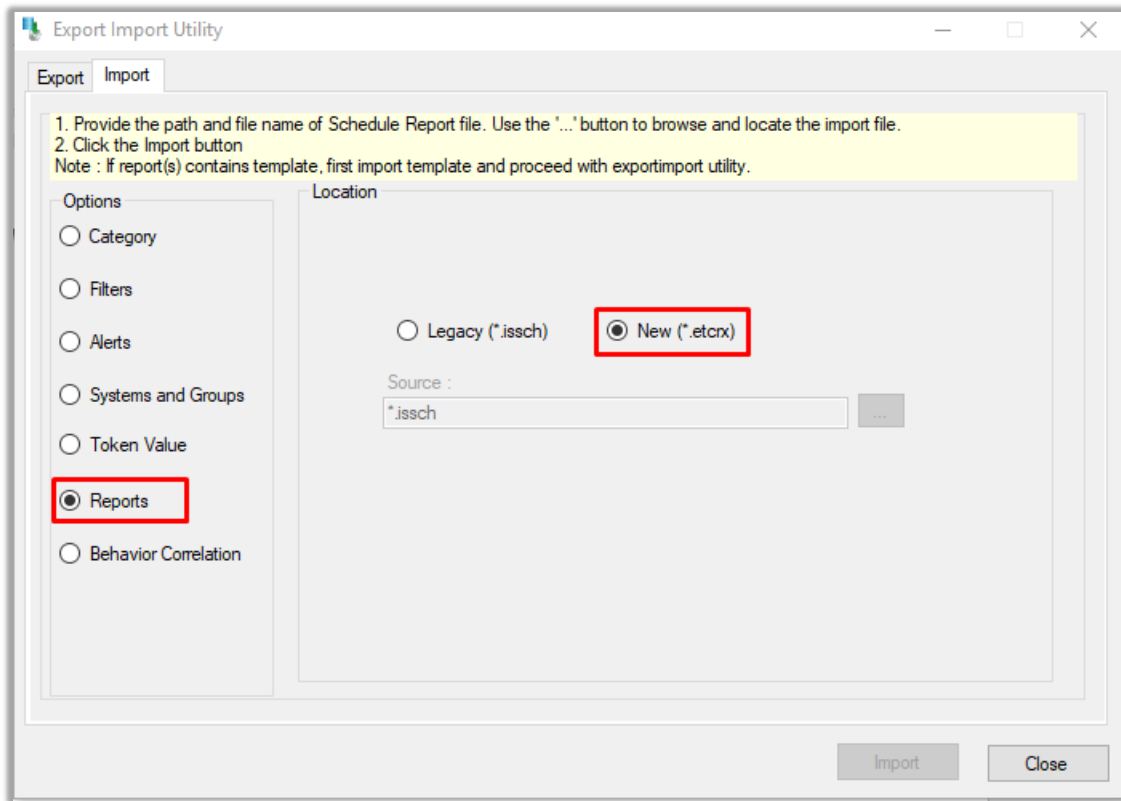 Export Import Utility
Export
Import
1. Provide the path and file name of Schedule Report file. Use the '...' button to browse and locate the import file.
2. Click the Import button
Note : If report(s) contains template, first import template and proceed with exportimport utility.
Options
Location
Category
Filters
Alerts
Systems and Groups
Token Value
Reports
Behavior Correlation
Legacy (*.issch)
New (*.etcrx)
Source :
*.issch
...
Import
Close